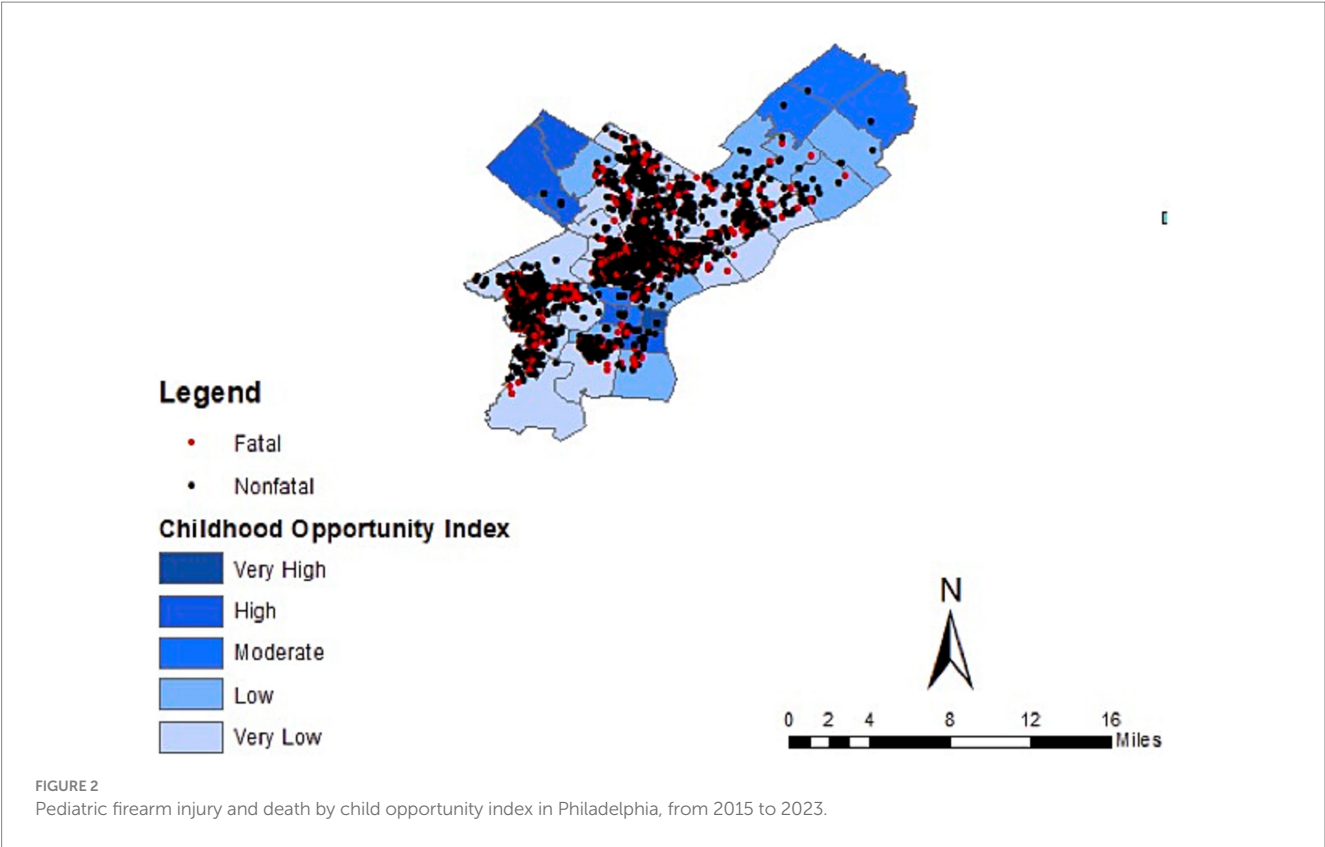 Legend
Fatal
Nonfatal
Childhood Opportunity Index
Very High
High
Moderate
Low
Very Low
N
0 2 4 8 12 16
Miles
FIGURE 2
Pediatric firearm injury and death by child opportunity index in Philadelphia, from 2015 to 2023.